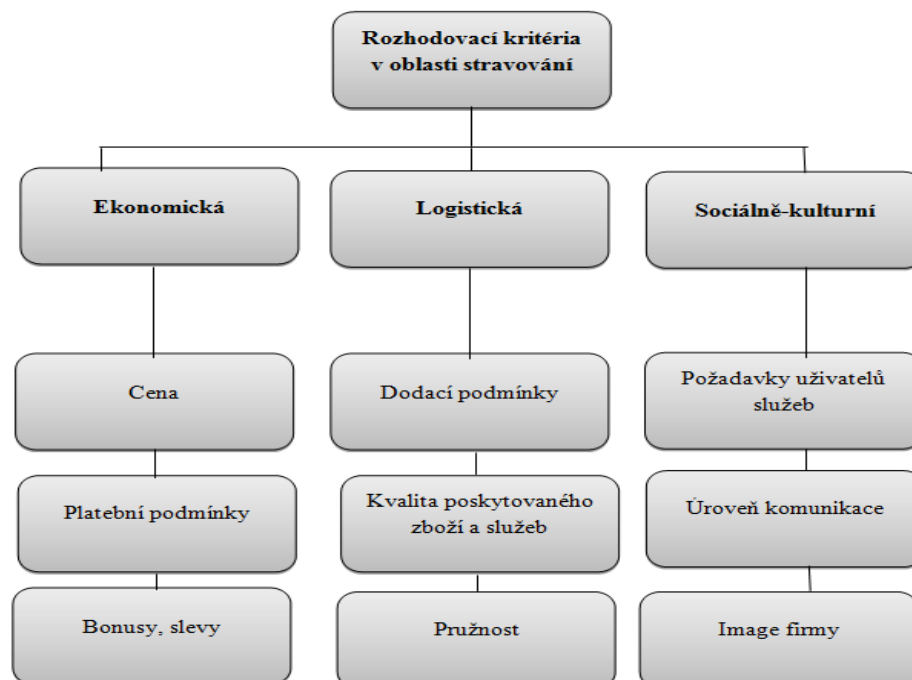 Rozhodovací kritéria
v oblasti stravování
Ekonomická
Logistická
Sociálně-kulturní
Cena
Dodací podmínky
Požadavky uživatelů
služeb
Platební podmínky
Kvalita poskytovaného
zboží a služeb
Úroveň komunikace
Bonusy, slevy
Pružnost
Image firmy